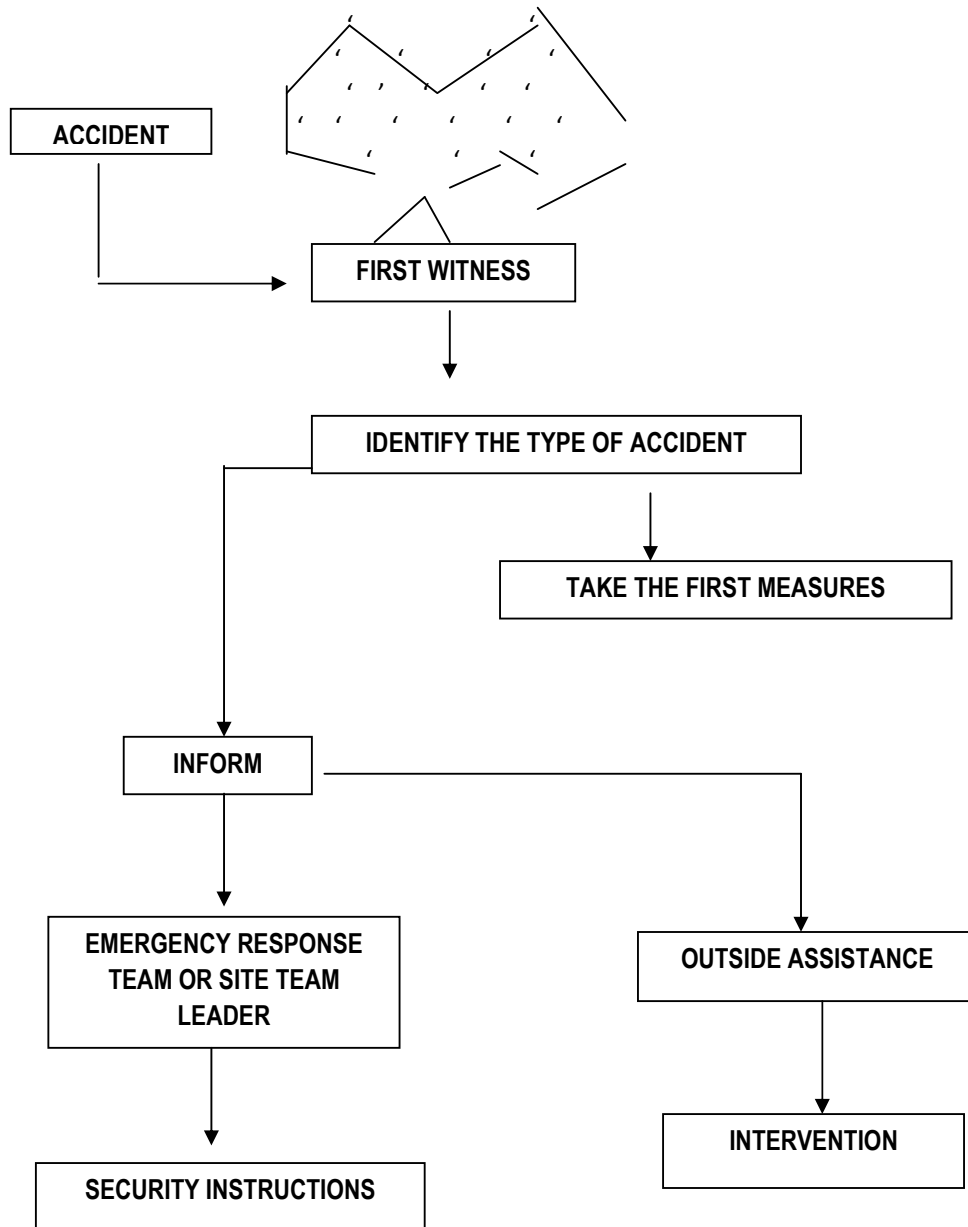 ACCIDENT
FIRST WITNESS
IDENTIFY THE TYPE OF ACCIDENT
TAKE THE FIRST MEASURES
INFORM
EMERGENCY RESPONSE
TEAM OR SITE TEAM
LEADER
OUTSIDE ASSISTANCE
INTERVENTION
SECURITY INSTRUCTIONS